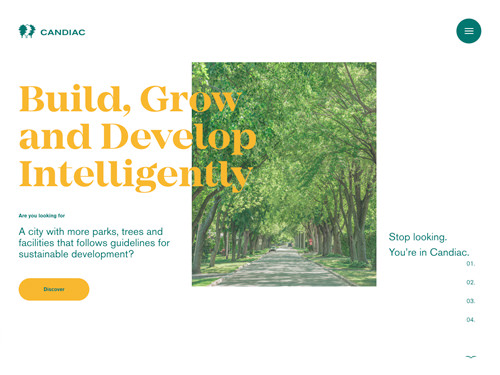 CANDIAC
Build, Grow
and Develop
Intelligently
Are you looking for
A city with more parks, trees and
facilities that follows guidelines for
sustainable development?
Discover
Stop looking.
You're in Candiac.
01.
02.
03.
04.